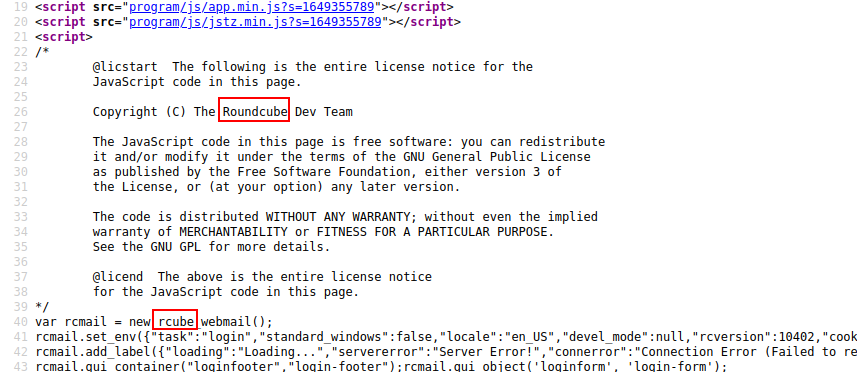 19 <script src="program/js/app.min.js?s=1649355789"></script>
20 <script src="program/js/jstz.min.js?s=1649355789"></script>
21 <script>
22 /*
23 @licstart The following is the entire license notice for the
24 JavaScript code in this page.
25
26 Copyright (C) The Roundcube Dev Team
27
28 The JavaScript code in this page is free software: you can redistribute
29 it and/or modify it under the terms of the GNU General Public License
30 as published by the Free Software Foundation, either version 3 of
31 the License, or (at your option) any later version.
32
33 The code is distributed WITHOUT ANY WARRANTY; without even the implied
34 warranty of MERCHANTABILITY or FITNESS FOR A PARTICULAR PURPOSE.
35 See the GNU GPL for more details.
36
37 @licend The above is the entire license notice
38 for the JavaScript code in this page.
39 */
40 var rcmail = new rcube_webmail();
41 rcmail.set_env({"task":"login","standard_windows":false,"locale":"en_US","devel_mode":null,"rcversion":10402,"cook
42 rcmail.add_label({"loading":"Loading...","servererror":"Server Error!","connerror":"Connection Error (Failed to re
43 rcmail.gui_container("loginfooter","login-footer");rcmail.gui_object('loginform', 'login-form');